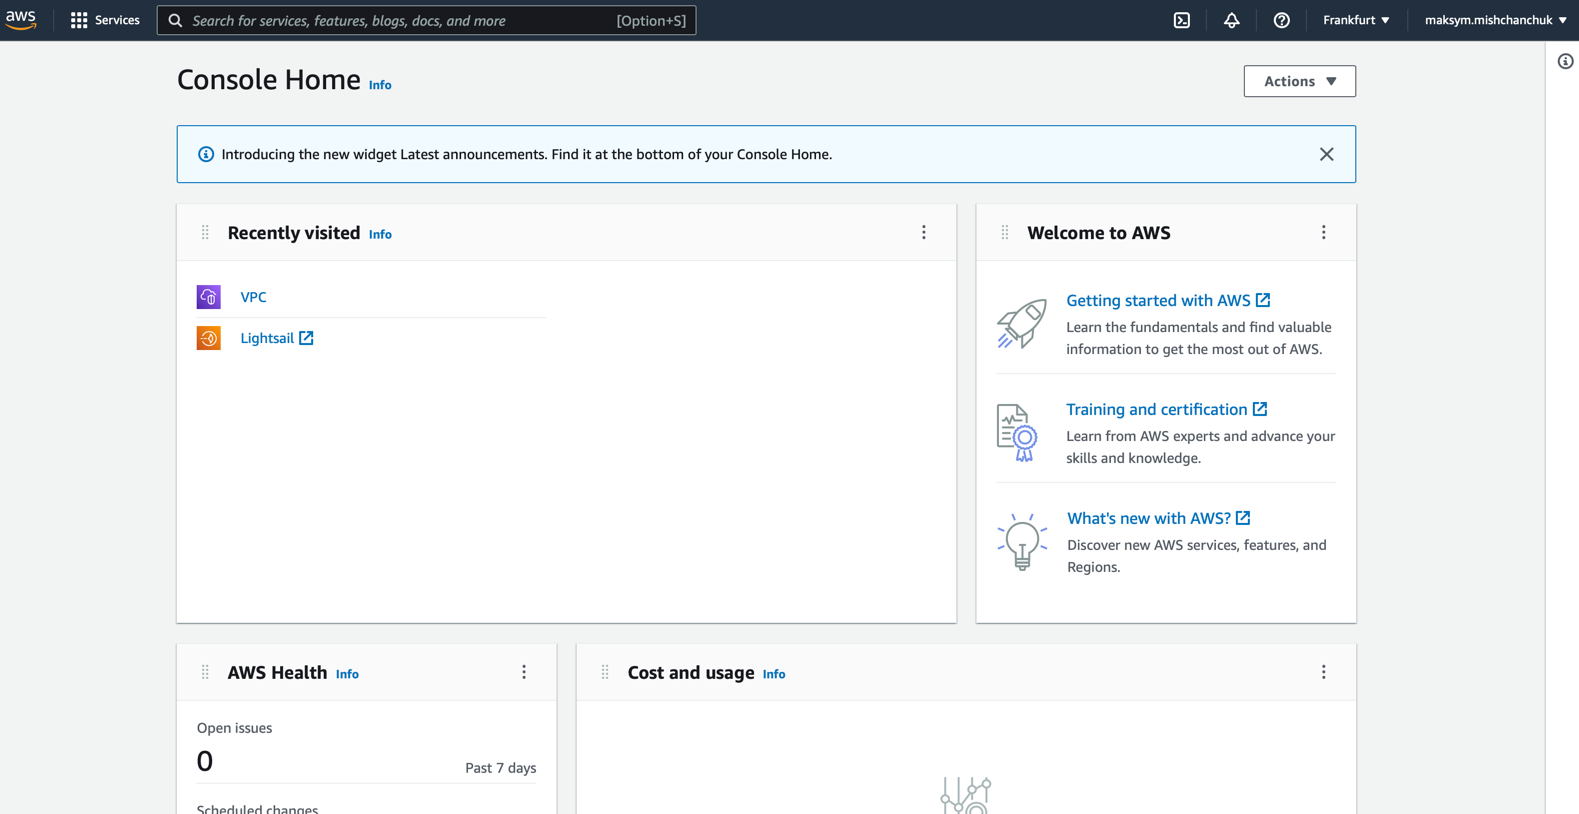 aws
Services
Search for services, features, blogs, docs, and more
[Option+S]
Frankfurt
maksym.mishchanchuk
Console Home
Info
Actions
Introducing the new widget Latest announcements. Find it at the bottom of your Console Home.
Recently visited
Info
VPC
Lightsail
Welcome to AWS
Getting started with AWS
Learn the fundamentals and find valuable
information to get the most out of AWS.
Training and certification
Learn from AWS experts and advance your
skills and knowledge.
What's new with AWS?
Discover new AWS services, features, and
Regions.
AWS Health
Info
Open issues
0
Past 7 days
Scheduled changes
Cost and usage
Info